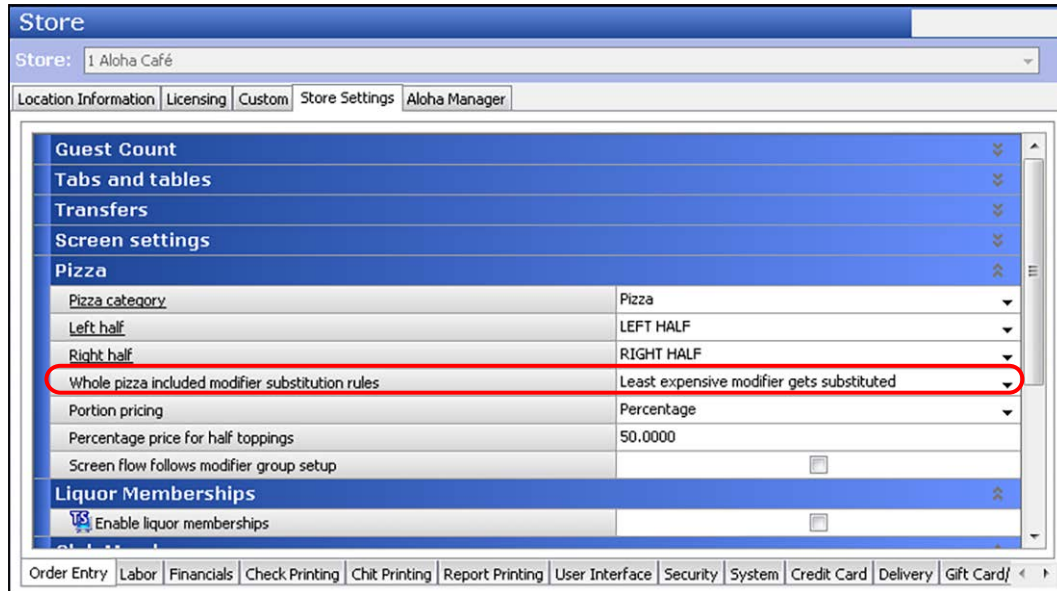 Store
Store: 1 Aloha Café
Location Information Licensing Custom Store Settings Aloha Manager
Guest Count
Tabs and tables
Transfers
Screen settings
Pizza
Pizza category Pizza
Left half LEFT HALF
Right half RIGHT HALF
Whole pizza included modifier substitution rules Least expensive modifier gets substituted
Portion pricing Percentage
Percentage price for half toppings 50.0000
Screen flow follows modifier group setup
Liquor Memberships
TS Enable liquor memberships
Order Entry Labor Financials Check Printing Chit Printing Report Printing User Interface Security System Credit Card Delivery Gift Card/